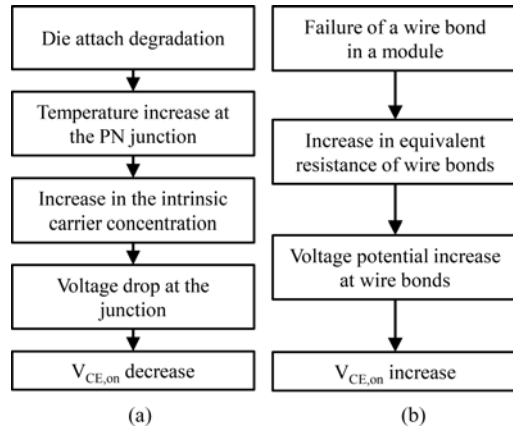 Die attach degradation
Temperature increase at
the PN junction
Increase in the intrinsic
carrier concentration
Voltage drop at the
junction
V_CE,on decrease
(a)
Failure of a wire bond
in a module
Increase in equivalent
resistance of wire bonds
Voltage potential increase
at wire bonds
V_CE,on increase
(b)